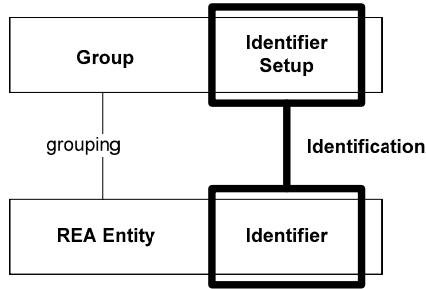 Group
Identifier
Setup
grouping
Identification
REA Entity
Identifier